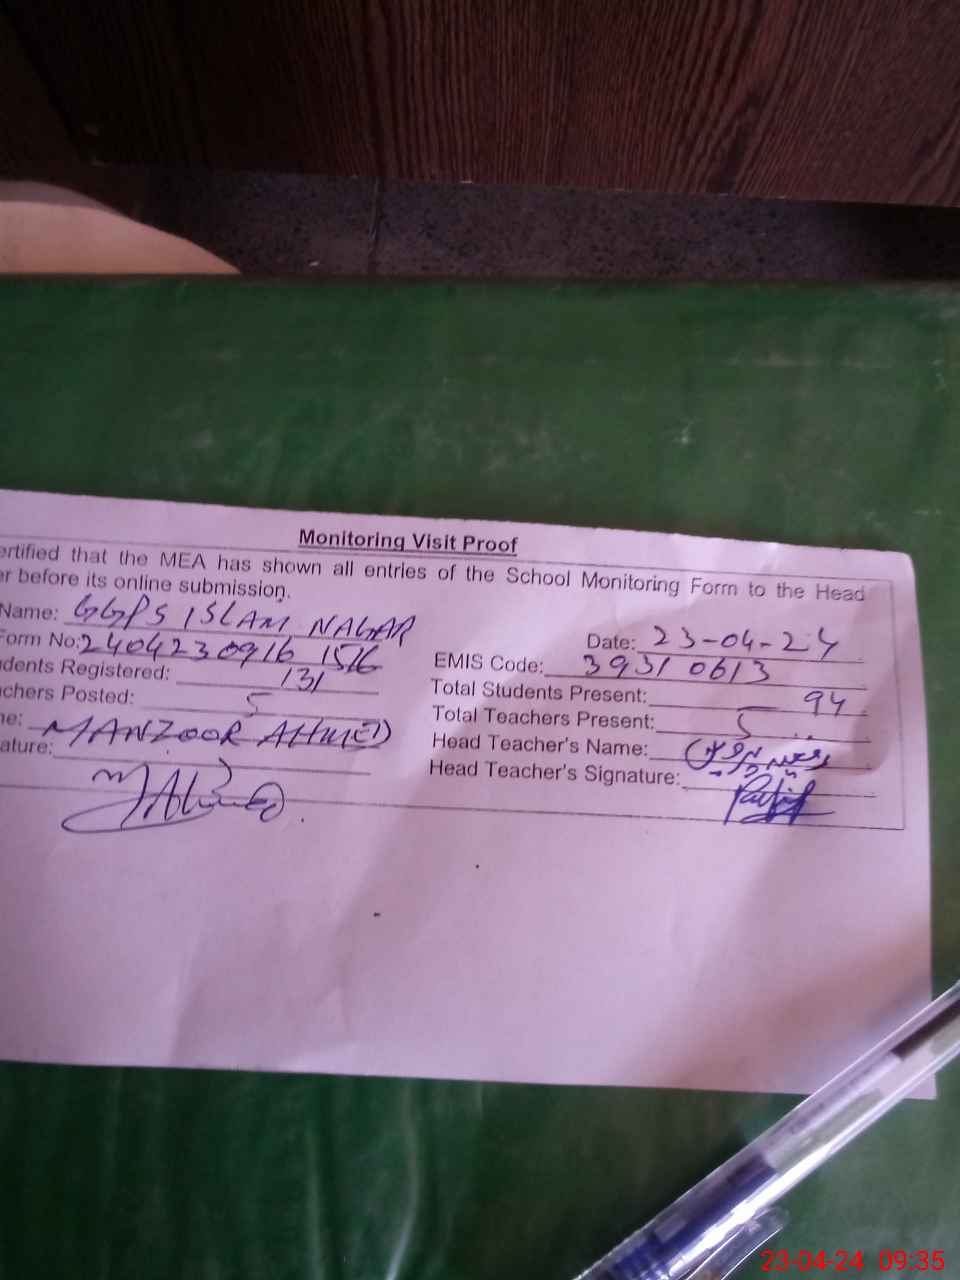 Monitoring Visit Proof
ertified that the MEA has shown all entries of the School Monitoring Form to the Head
er before its online submission.
Name: GGPS ISLAM NAGAR
Date: 23-04-24
Form No: 2404230916 1516
EMIS Code: 39310613
dents Registered: 131
Total Students Present: 94
chers Posted: 5
Total Teachers Present: 5
ne: MANZOOR AHMED
Head Teacher's Name:
ature:
Head Teacher's Signature:
23-04-24 09:35